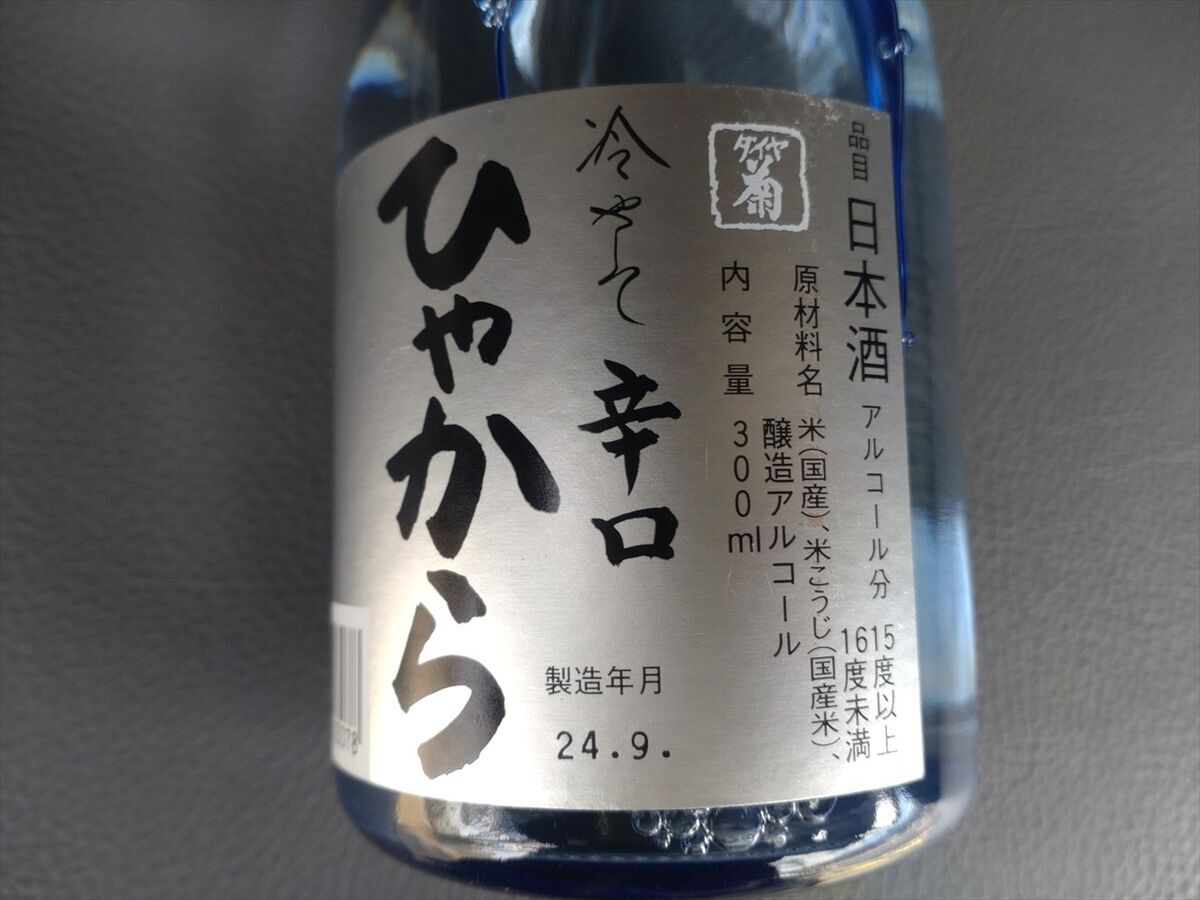 品目 日本酒 アルコール分 15度以上
16度未満
原材料名 米(国産)、米こうじ(国産米)、
醸造アルコール
内容量 300ml
ダイヤ
菊
冷やして 辛口
ひやから
製造年月
24.9.